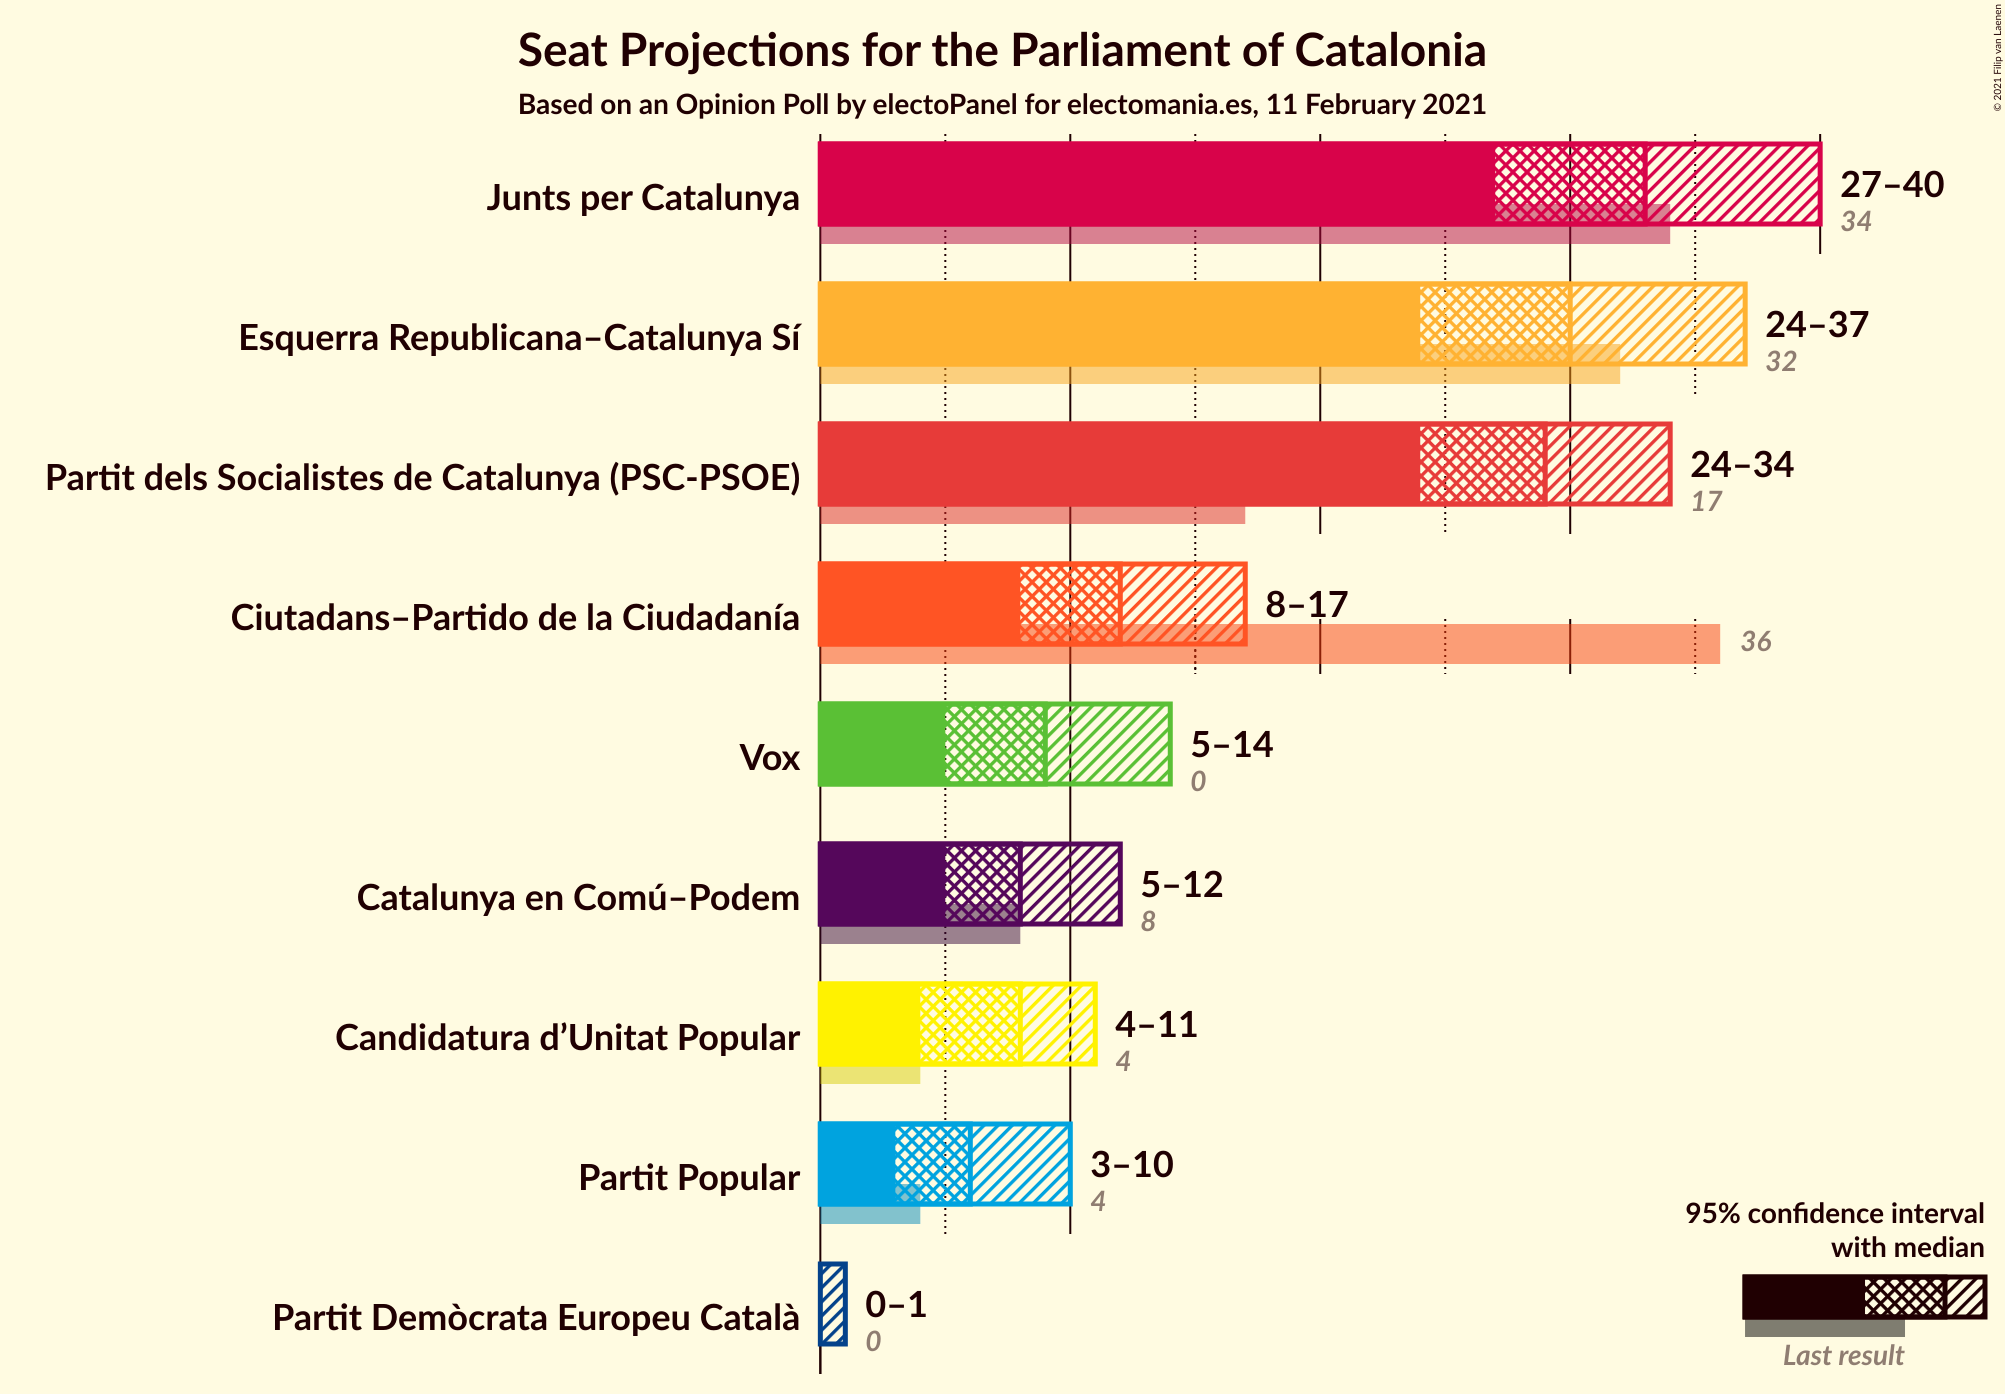 Seat Projections for the Parliament of Catalonia
Based on an Opinion Poll by electoPanel for electomania.es, 11 February 2021
© 2021 Filip van Laenen
Junts per Catalunya
27–40
34
Esquerra Republicana–Catalunya Sí
24–37
32
Partit dels Socialistes de Catalunya (PSC-PSOE)
24–34
17
Ciutadans–Partido de la Ciudadanía
8–17
36
Vox
5–14
0
Catalunya en Comú–Podem
5–12
8
Candidatura d’Unitat Popular
4–11
4
Partit Popular
3–10
4
Partit Demòcrata Europeu Català
0–1
0
95% confidence interval
with median
Last result